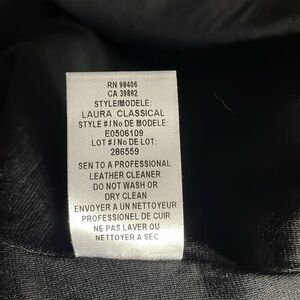 RN 98406
CA 39862
STYLE/MODELE:
LAURA CLASSICAL
STYLE # / No DE MODELE:
E0506109
LOT # / No DE LOT:
286559
SEN TO A PROFESSIONAL
LEATHER CLEANER
DO NOT WASH OR
DRY CLEAN
ENVOYER A UN NETTOYEUR
PROFESSIONEL DE CUIR
NE PAS LAVER OU
NETTOYER A SEC